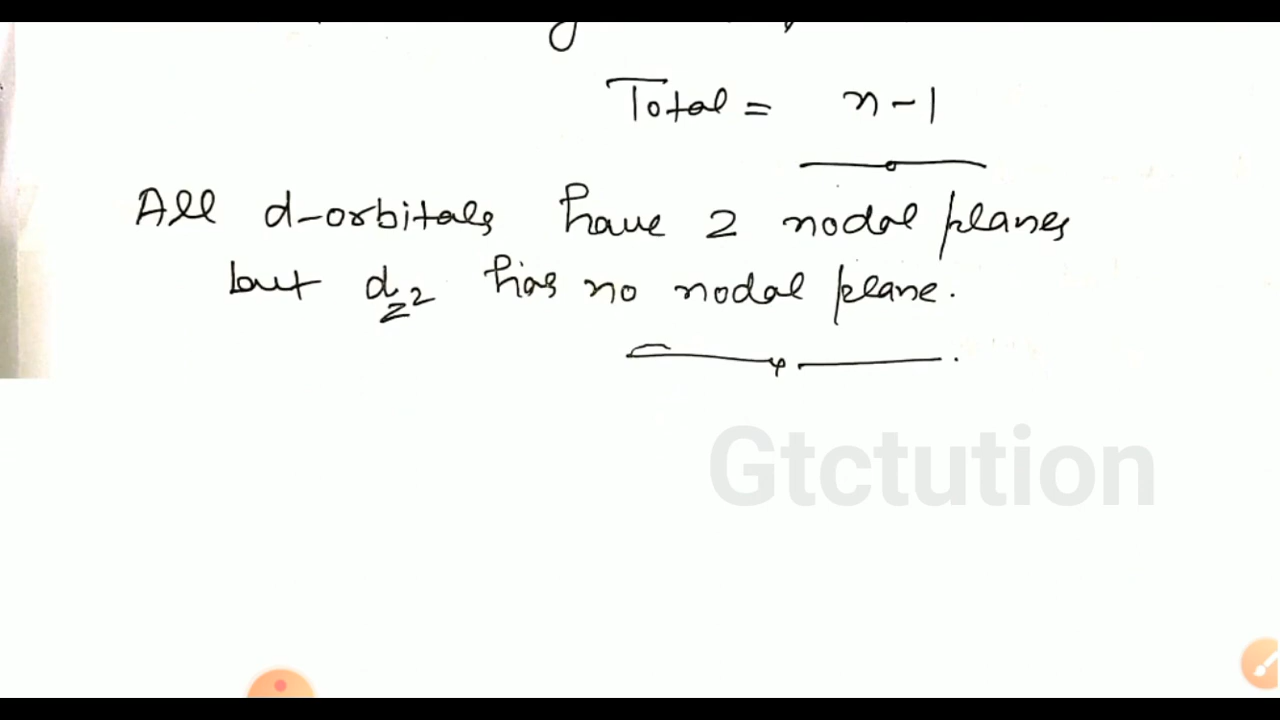 Total = n-1
All d-orbitals have 2 nodal planes
but dz2 has no nodal plane.
Gtctution